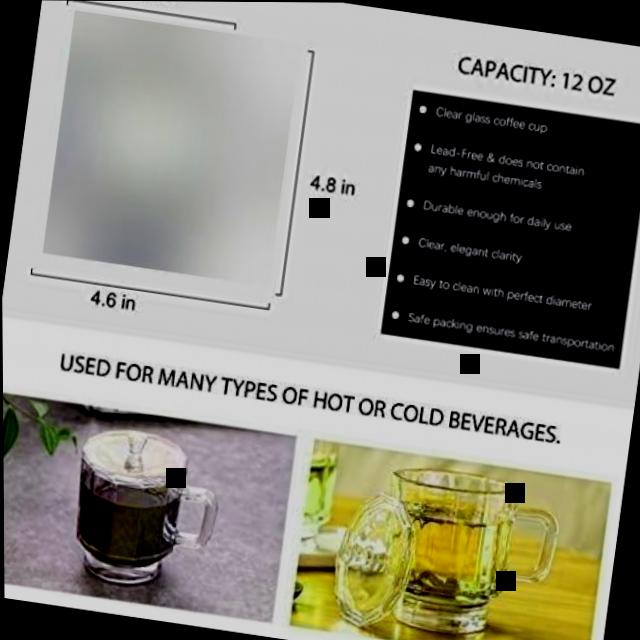 CAPACITY: 12 OZ
Clear glass coffee cup
Lead-Free & does not contain
any harmful chemicals
Durable enough for daily use
Clear, elegant clarity
Easy to clean with perfect diameter
Safe packing ensures safe transportation
4.8 in
4.6 in
USED FOR MANY TYPES OF HOT OR COLD BEVERAGES.